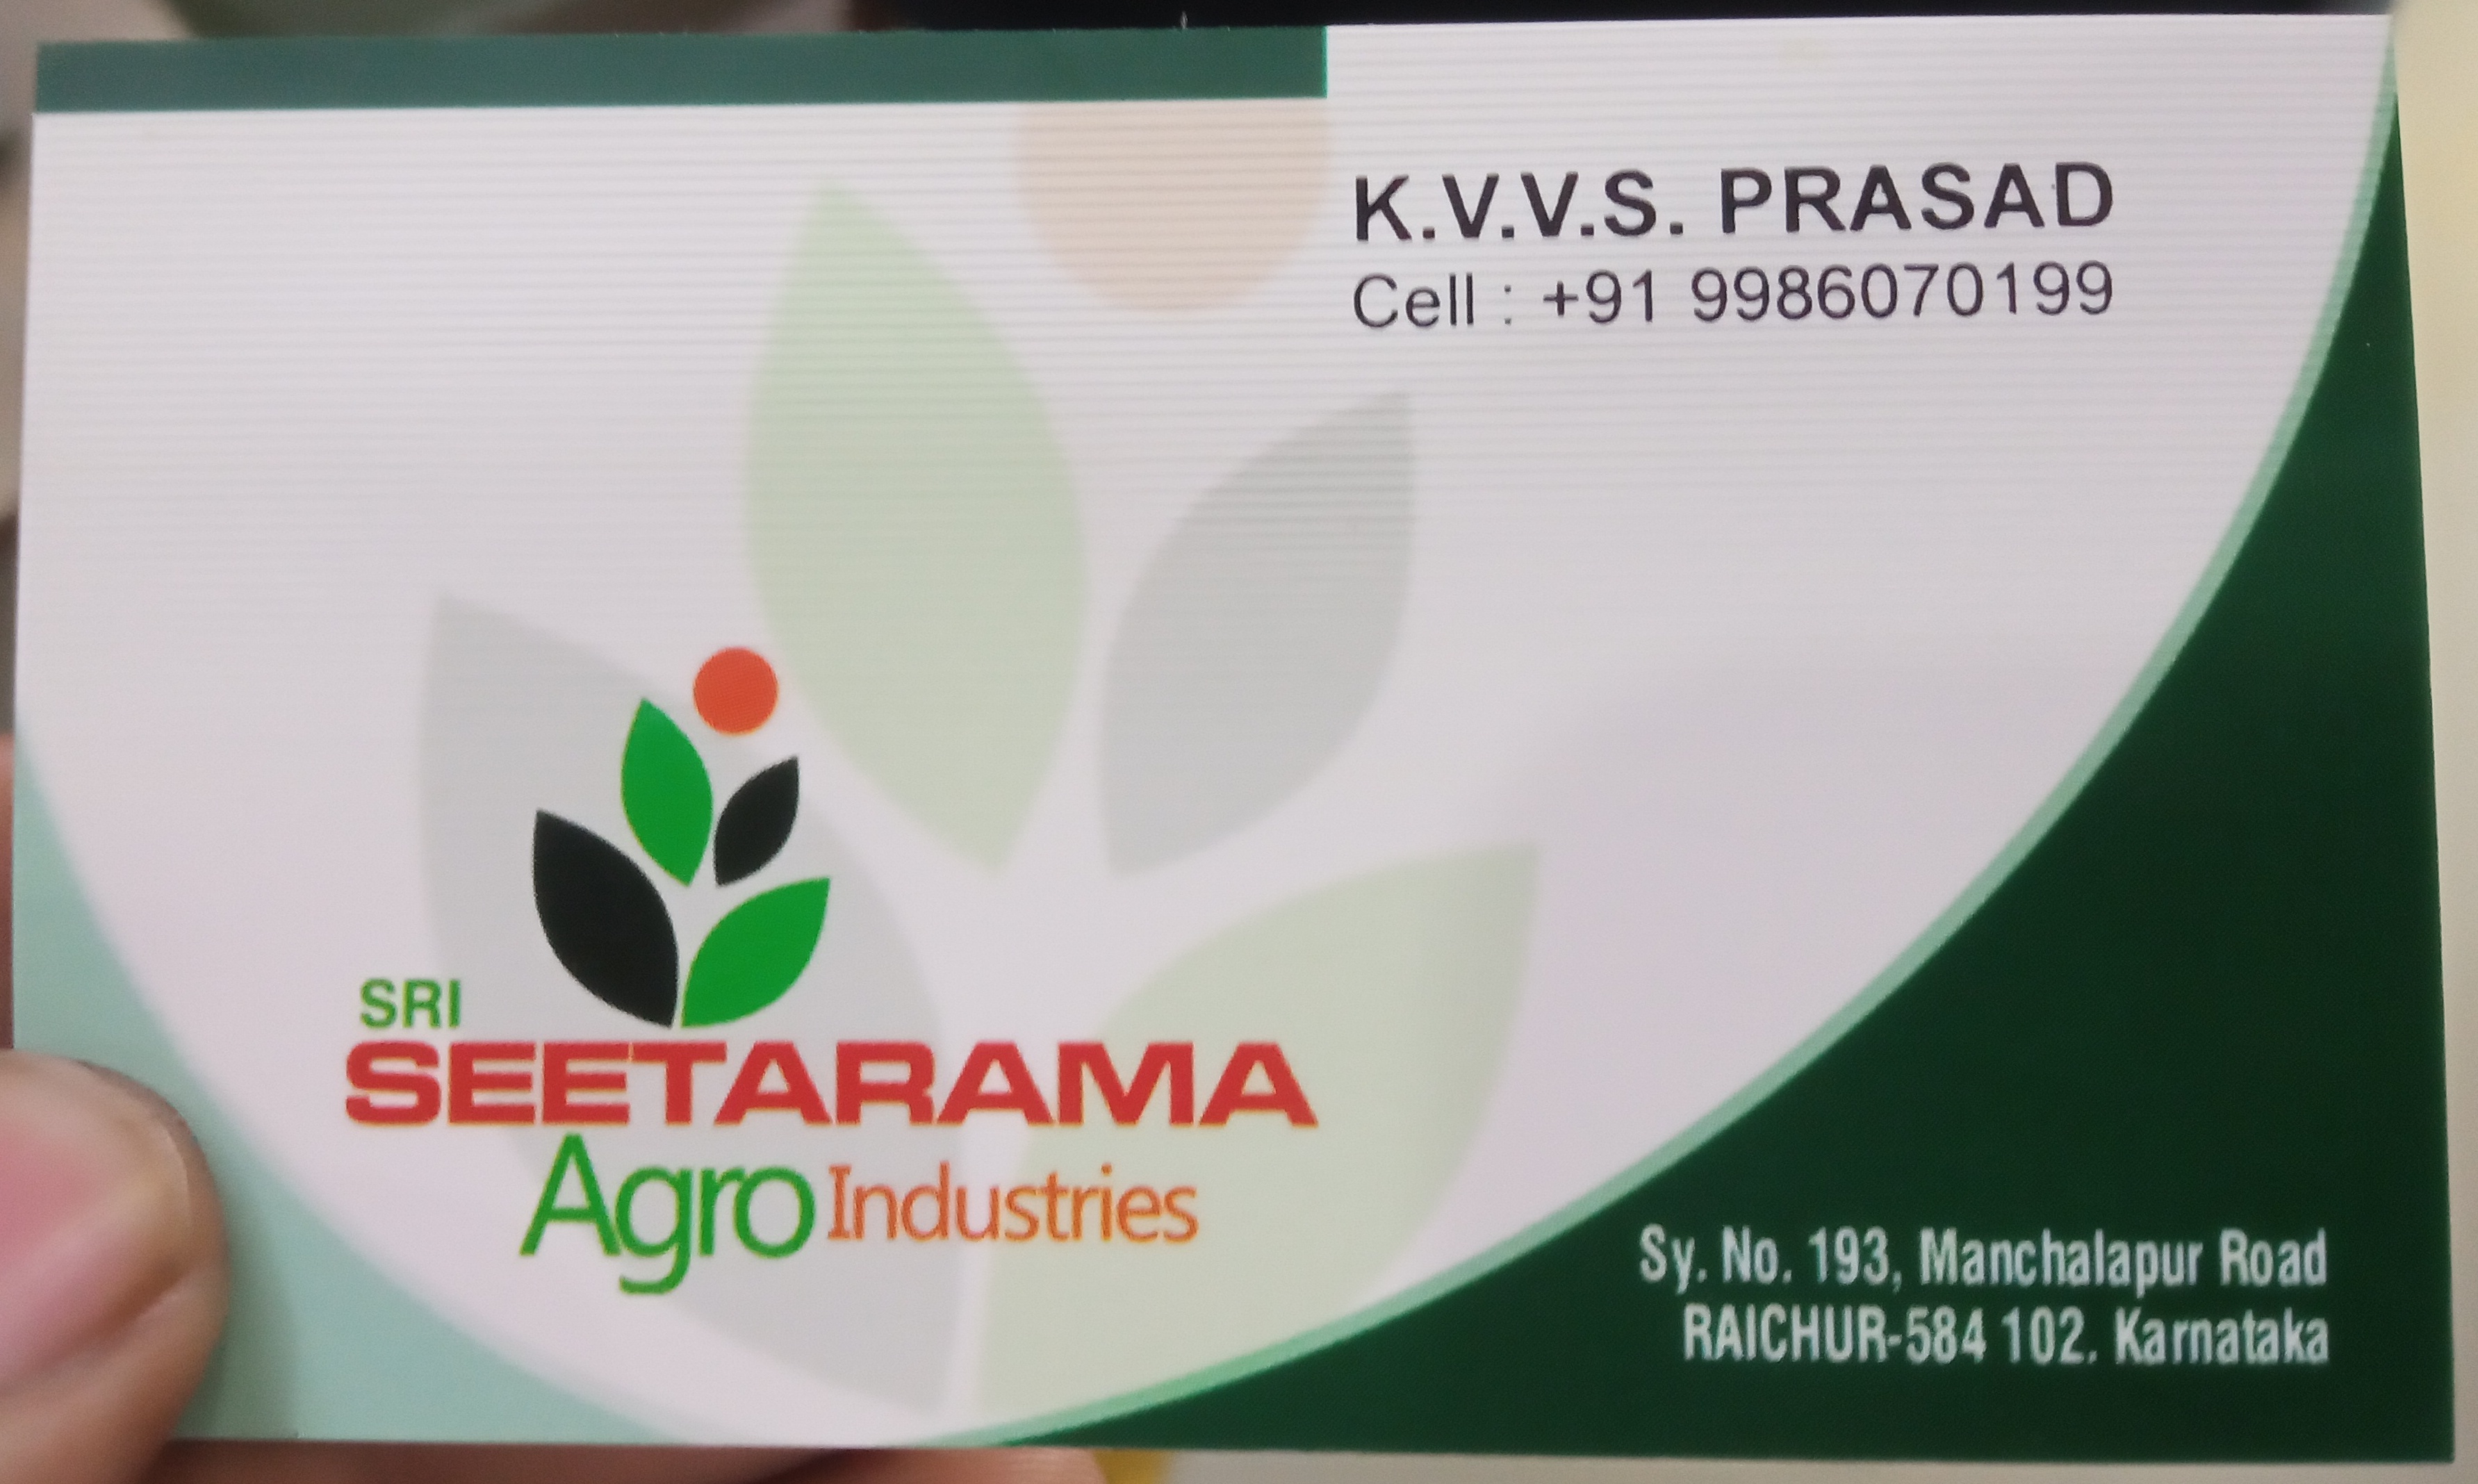 K.V.V.S. PRASAD
Cell : +91 9986070199
SRI
SEETARAMA
Agro Industries
Sy. No. 193, Manchalapur Road
RAICHUR-584 102. Karnataka